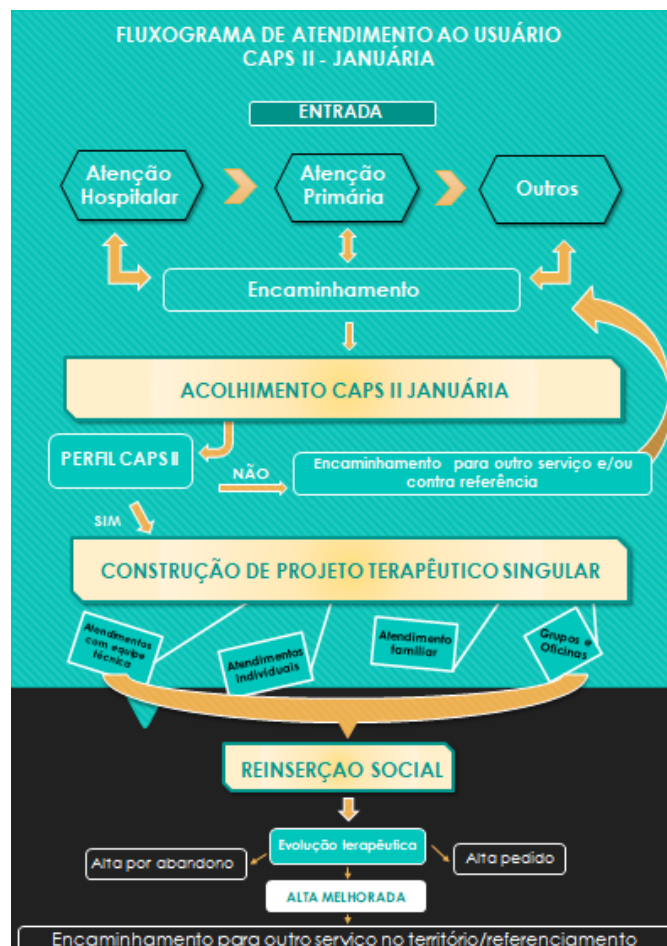 FLUXOGRAMA DE ATENDIMENTO AO USUÁRIO
CAPS II - JANUÁRIA
ENTRADA
Atenção
Hospitalar
Atenção
Primária
Outros
Encaminhamento
ACOLHIMENTO CAPS II JANUÁRIA
PERFIL CAPS II
NÃO
Encaminhamento para outro serviço e/ou
contra referência
SIM
CONSTRUÇÃO DE PROJETO TERAPÊUTICO SINGULAR
Atendimentos
com equipe
técnica
Atendimentos
individuais
Atendimento
familiar
Grupos e
Oficinas
REINSERÇAO SOCIAL
Evolução terapêutica
Alta por abandono
Alta pedido
ALTA MELHORADA
Encaminhamento para outro serviço no território/referenciamento